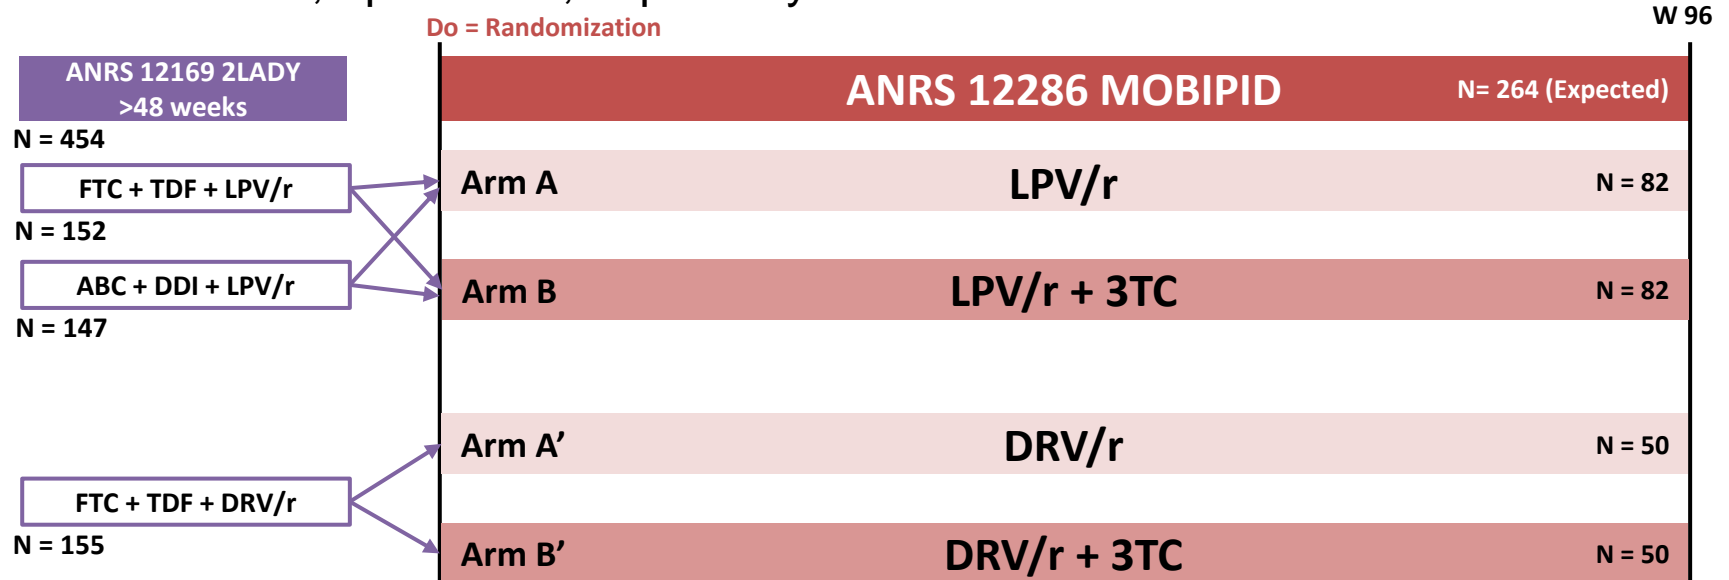 Do = Randomization
W 96
ANRS 12169 2LADY
>48 weeks
ANRS 12286 MOBIPID
N= 264 (Expected)
N = 454
FTC + TDF + LPV/r
Arm A
LPV/r
N = 82
N = 152
ABC + DDI + LPV/r
Arm B
LPV/r + 3TC
N = 82
N = 147
Arm A’
DRV/r
N = 50
FTC + TDF + DRV/r
N = 155
Arm B’
DRV/r + 3TC
N = 50